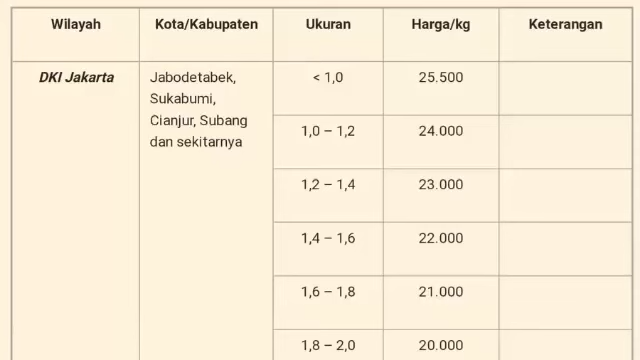 Wilayah Kota/Kabupaten Ukuran Harga/kg Keterangan
DKI Jakarta Jabodetabek, < 1,0 25.500
Sukabumi,
Cianjur, Subang 1,0 – 1,2 24.000
dan sekitarnya
1,2 – 1,4 23.000
1,4 – 1,6 22.000
1,6 – 1,8 21.000
1,8 – 2,0 20.000